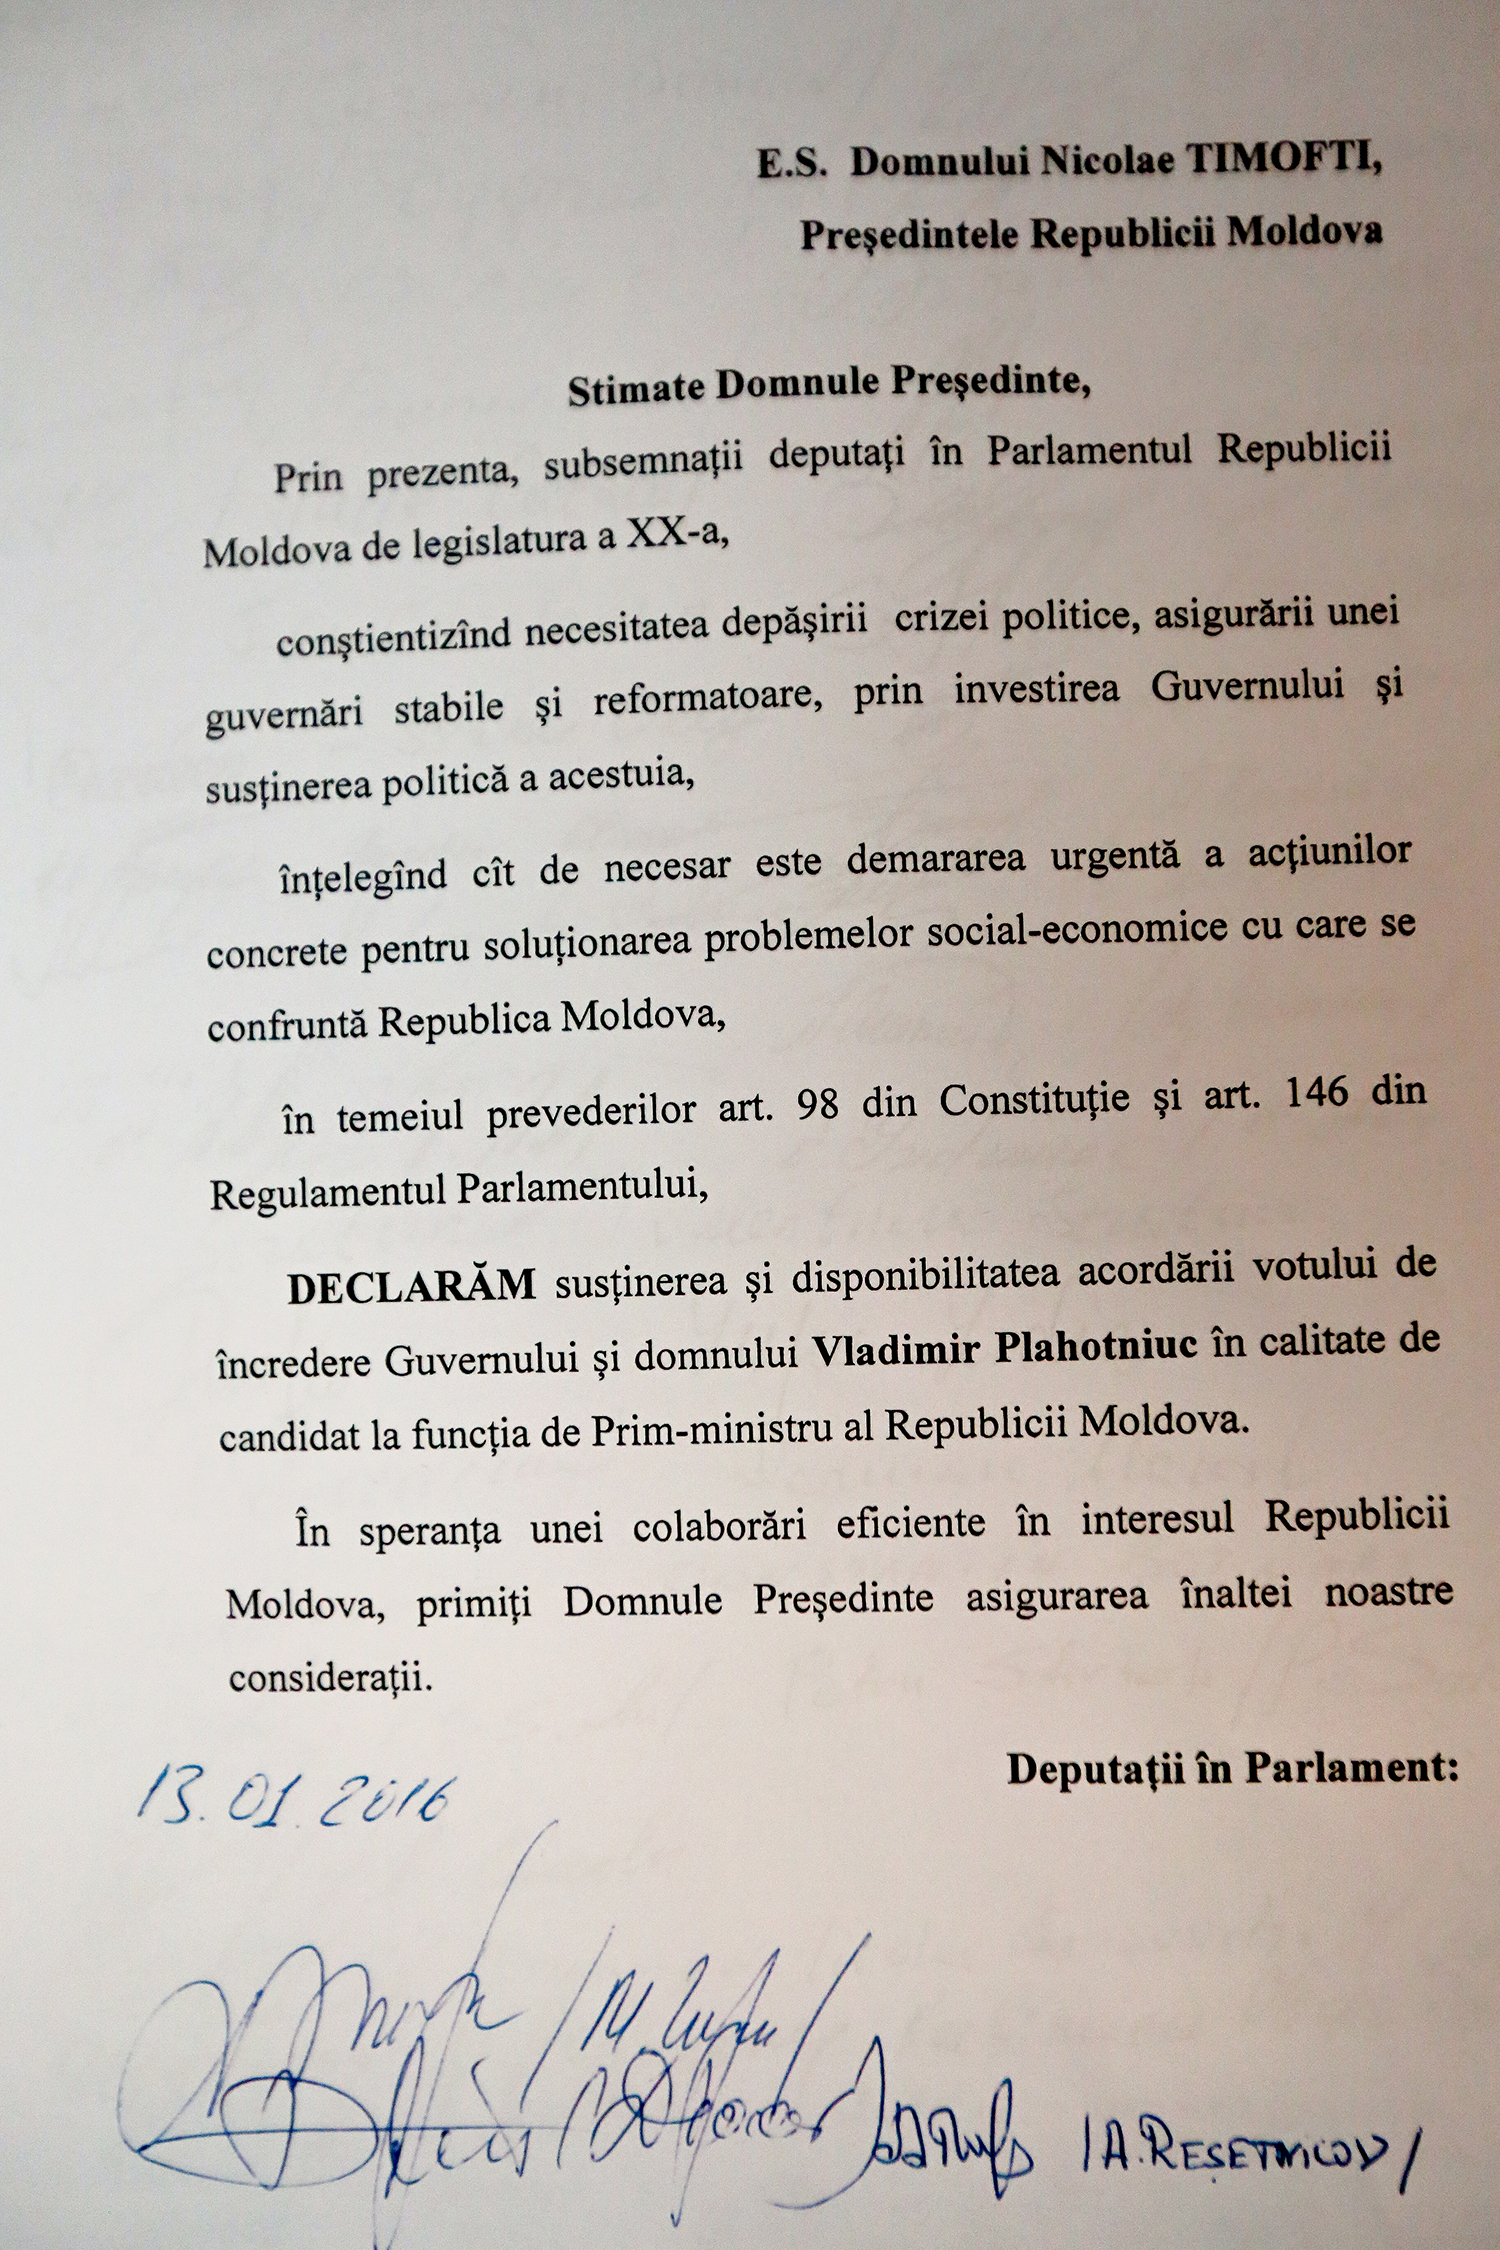 E.S. Domnului Nicolae TIMOFTI,
Preşedintele Republicii Moldova
Stimate Domnule Preşedinte,
Prin prezenta, subsemnaţii deputaţi în Parlamentul Republicii
Moldova de legislatura a XX-a,
conştientizînd necesitatea depăşirii crizei politice, asigurării unei
guvernări stabile şi reformatoare, prin investirea Guvernului şi
susţinerea politică a acestuia,
înţelegînd cît de necesar este demararea urgentă a acţiunilor
concrete pentru soluţionarea problemelor social-economice cu care se
confruntă Republica Moldova,
în temeiul prevederilor art. 98 din Constituţie şi art. 146 din
Regulamentul Parlamentului,
DECLARĂM susţinerea şi disponibilitatea acordării votului de
încredere Guvernului şi domnului Vladimir Plahotniuc în calitate de
candidat la funcţia de Prim-ministru al Republicii Moldova.
În speranţa unei colaborări eficiente în interesul Republicii
Moldova, primiţi Domnule Preşedinte asigurarea înaltei noastre
consideraţii.
Deputaţii în Parlament:
13.01.2016
/A. REŞETNICOV/